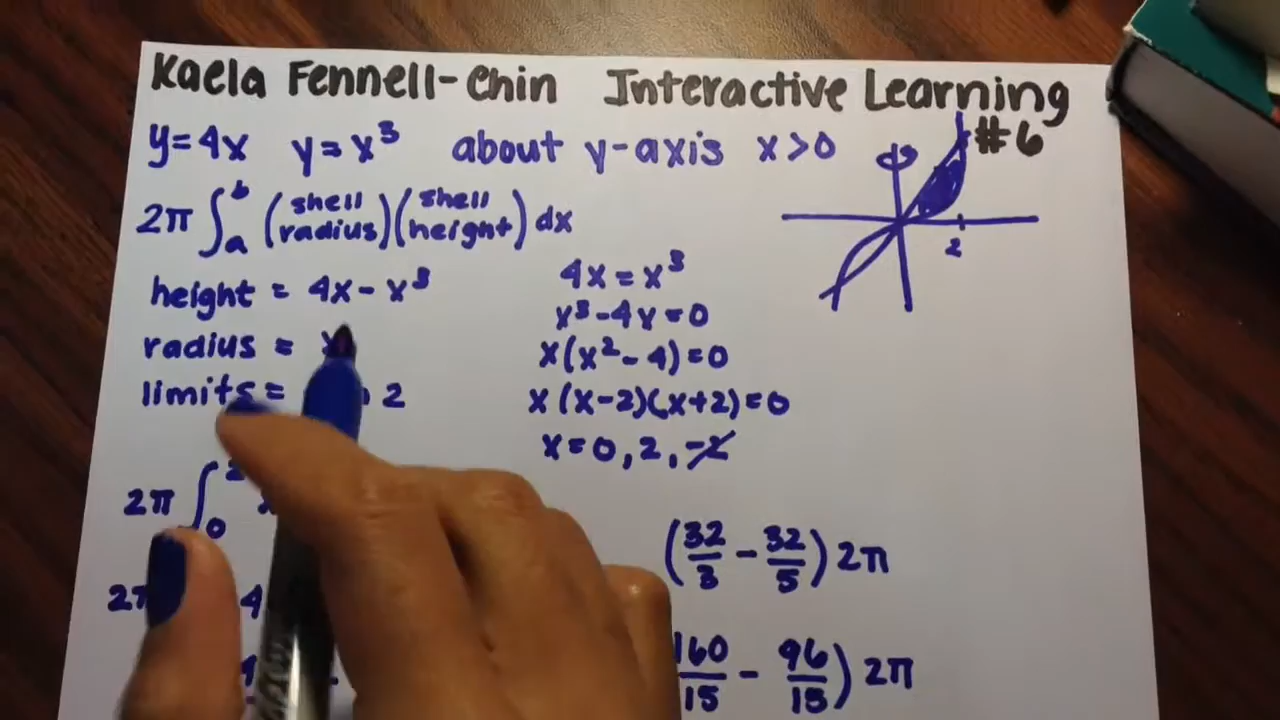 Kaela Fennell-Chin Interactive Learning
#6
y=4x y=x³ about y-axis x>0
2π ∫ₐᵇ (shell radius)(shell height) dx
2
height = 4x-x³
radius = x
limits = 2
4x=x³
x³-4x=0
x(x²-4)=0
x(x-2)(x+2)=0
x=0,2,-2
2π ∫₀²
2π 4
(32/3 - 32/5) 2π
160/15 - 96/15) 2π